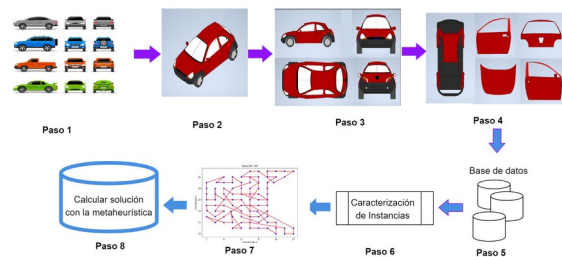 Paso 1
Paso 2
Paso 3
Paso 4
Base de datos
Calcular solución
con la metaheurística
Caracterización
de Instancias
Paso 8
Paso 7
Paso 6
Paso 5